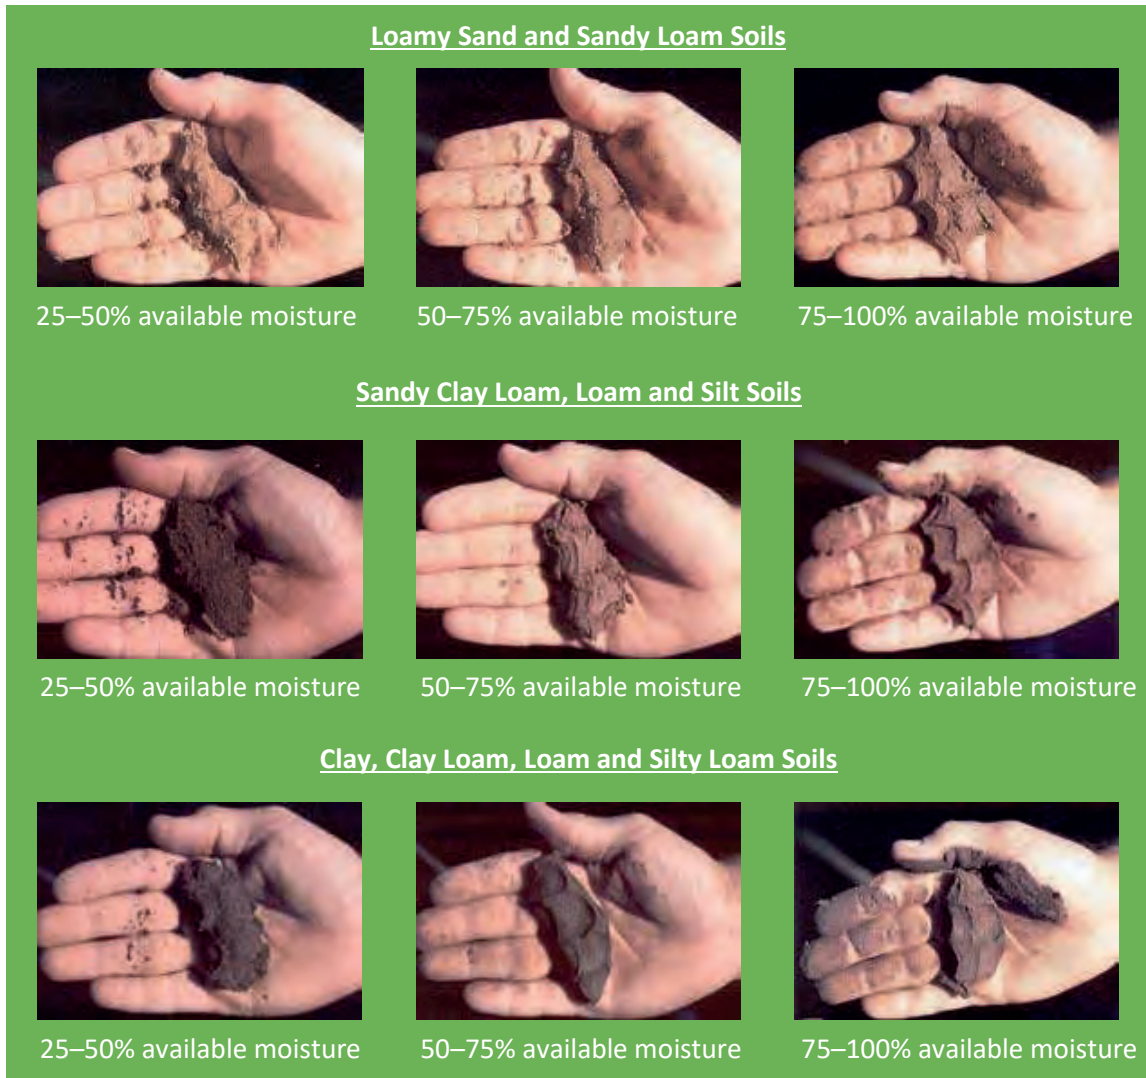 Loamy Sand and Sandy Loam Soils
25–50% available moisture
50–75% available moisture
75–100% available moisture
Sandy Clay Loam, Loam and Silt Soils
25–50% available moisture
50–75% available moisture
75–100% available moisture
Clay, Clay Loam, Loam and Silty Loam Soils
25–50% available moisture
50–75% available moisture
75–100% available moisture